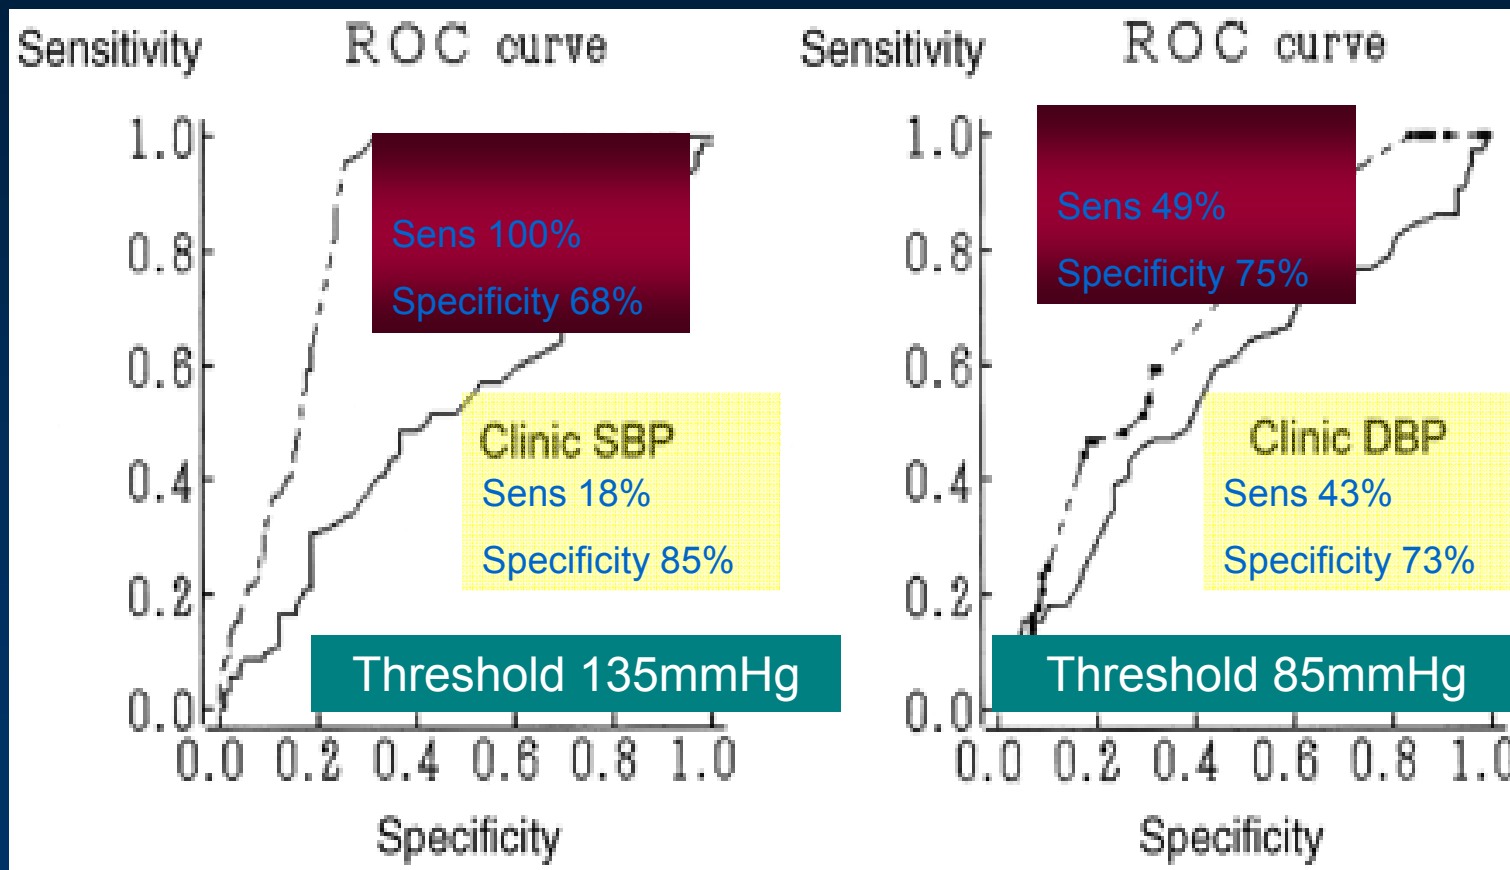 Sensitivity
ROC curve
1.0
0.8
0.6
0.4
0.2
0.0
0.0 0.2 0.4 0.6 0.8 1.0
Specificity
Sens 100%
Specificity 68%
Clinic SBP
Sens 18%
Specificity 85%
Threshold 135mmHg
Sensitivity
ROC curve
1.0
0.8
0.6
0.4
0.2
0.0
0.0 0.2 0.4 0.6 0.8 1.0
Specificity
Sens 49%
Specificity 75%
Clinic DBP
Sens 43%
Specificity 73%
Threshold 85mmHg